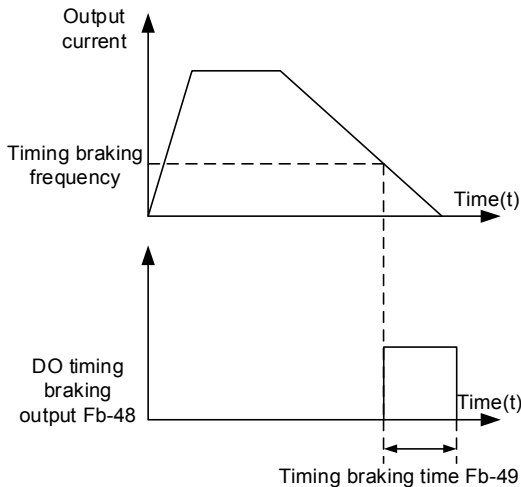 Output
current
Timing braking
frequency
Time(t)
DO timing
braking
output Fb-48
Time(t)
Timing braking time Fb-49